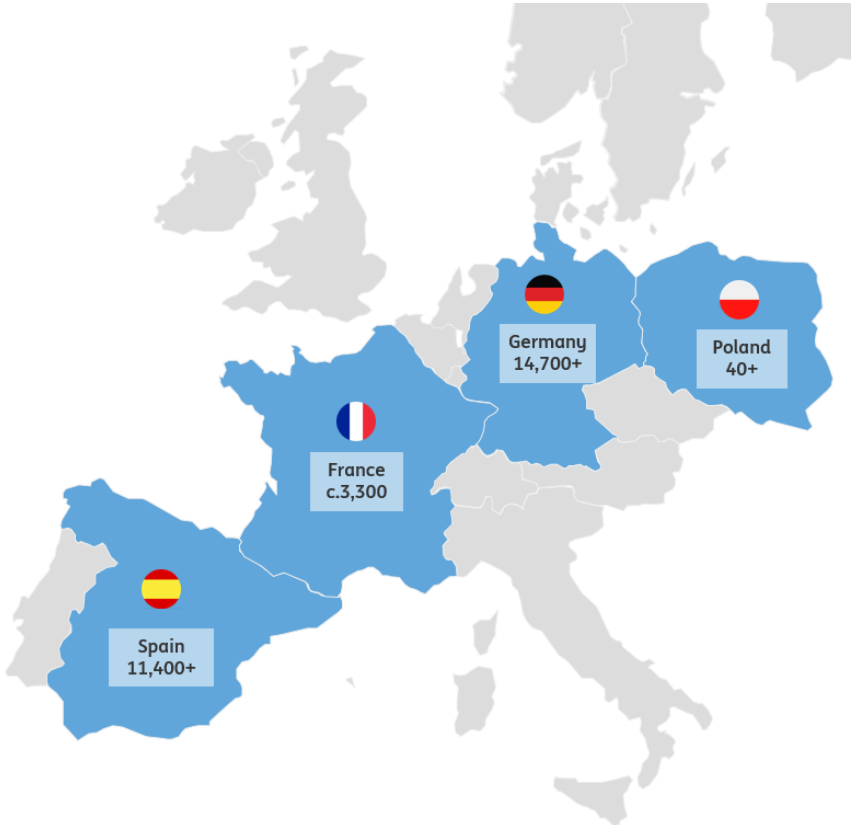 Germany
14,700+
Poland
40+
France
c.3,300
Spain
11,400+